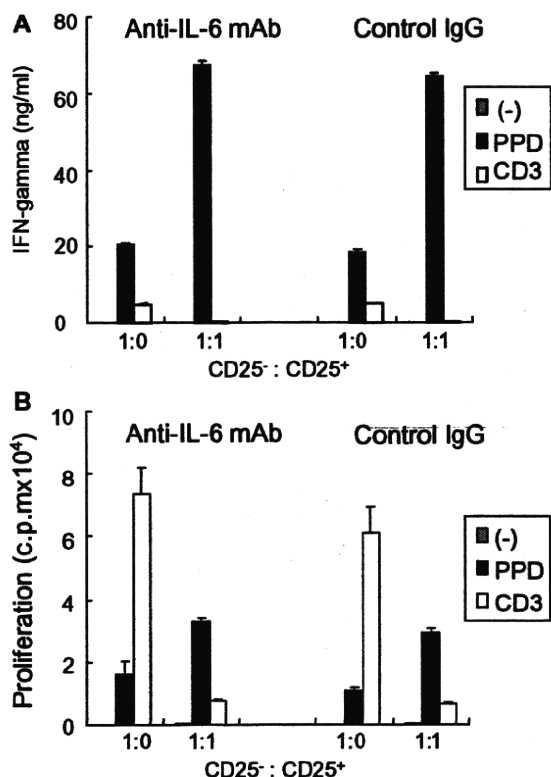 A
Anti-IL-6 mAb
Control IgG
80
60
40
20
0
IFN-gamma (ng/ml)
(-)
PPD
CD3
1:0
1:1
1:0
1:1
CD25⁻ : CD25⁺
B
Anti-IL-6 mAb
Control IgG
10
8
6
4
2
0
Proliferation (c.p.mx10⁴)
(-)
PPD
CD3
1:0
1:1
1:0
1:1
CD25⁻ : CD25⁺